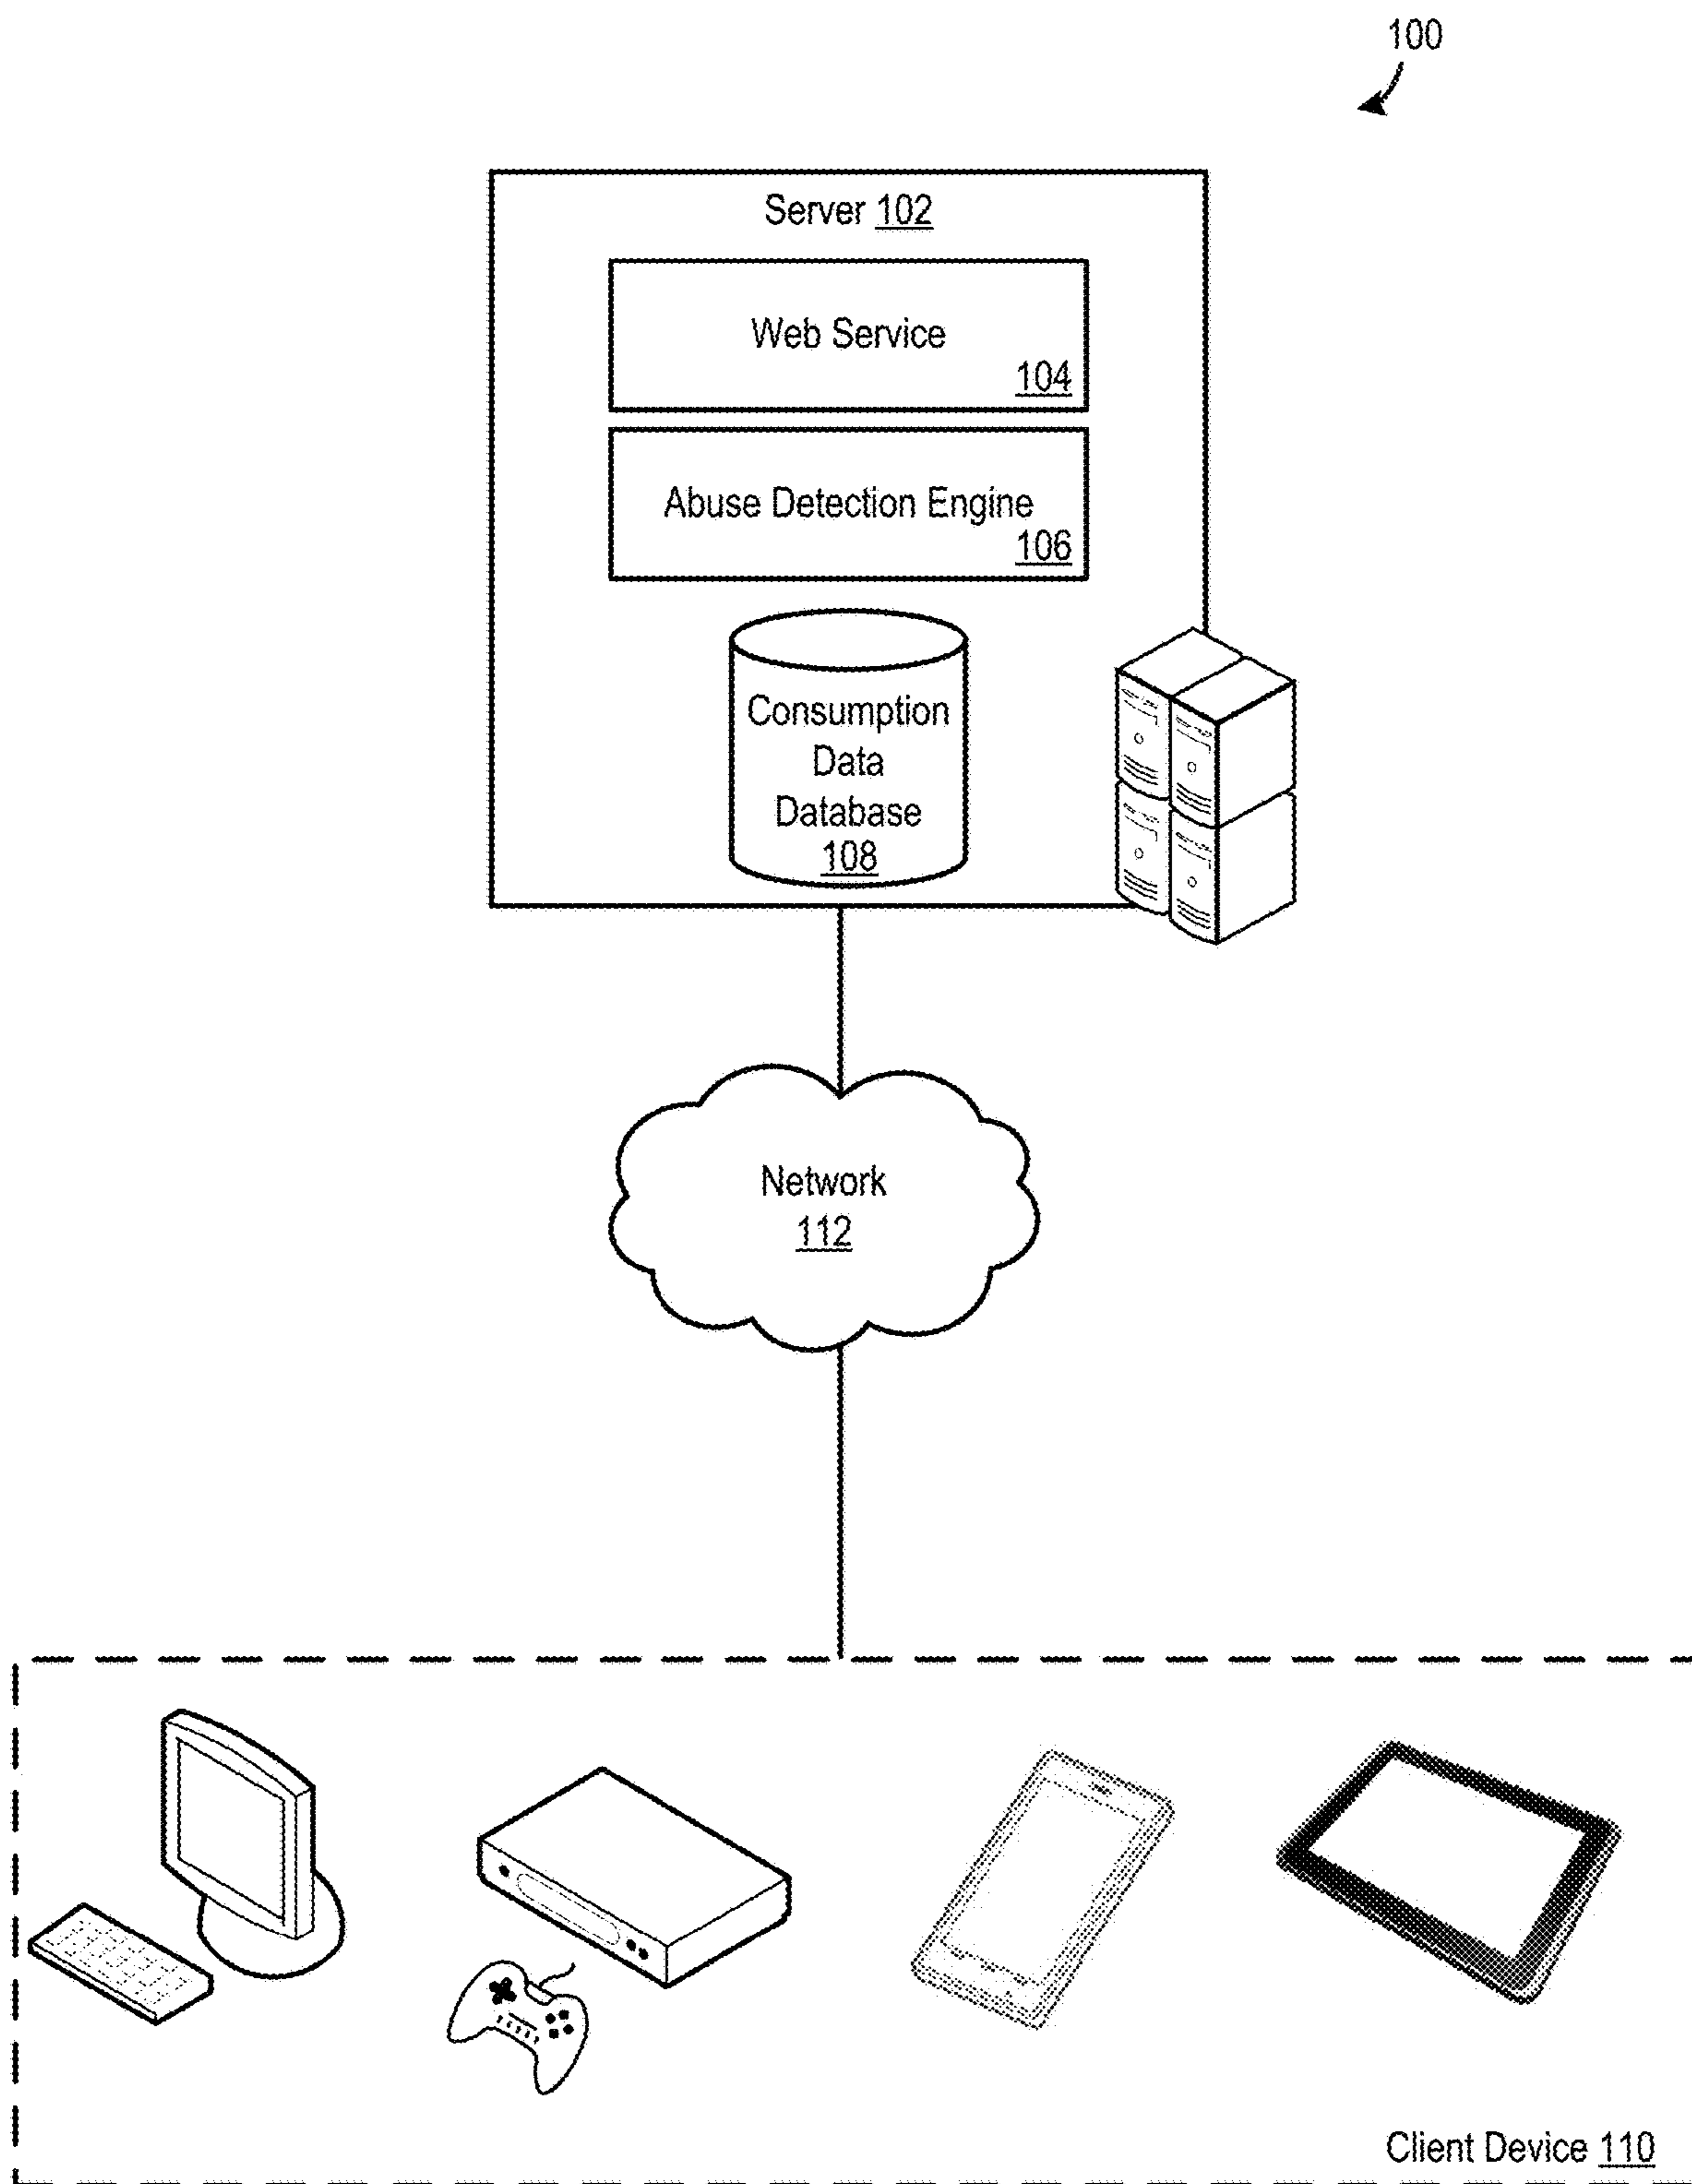 100
Server 102
Web Service
104
Abuse Detection Engine
106
Consumption
Data
Database
108
Network
112
Client Device 110